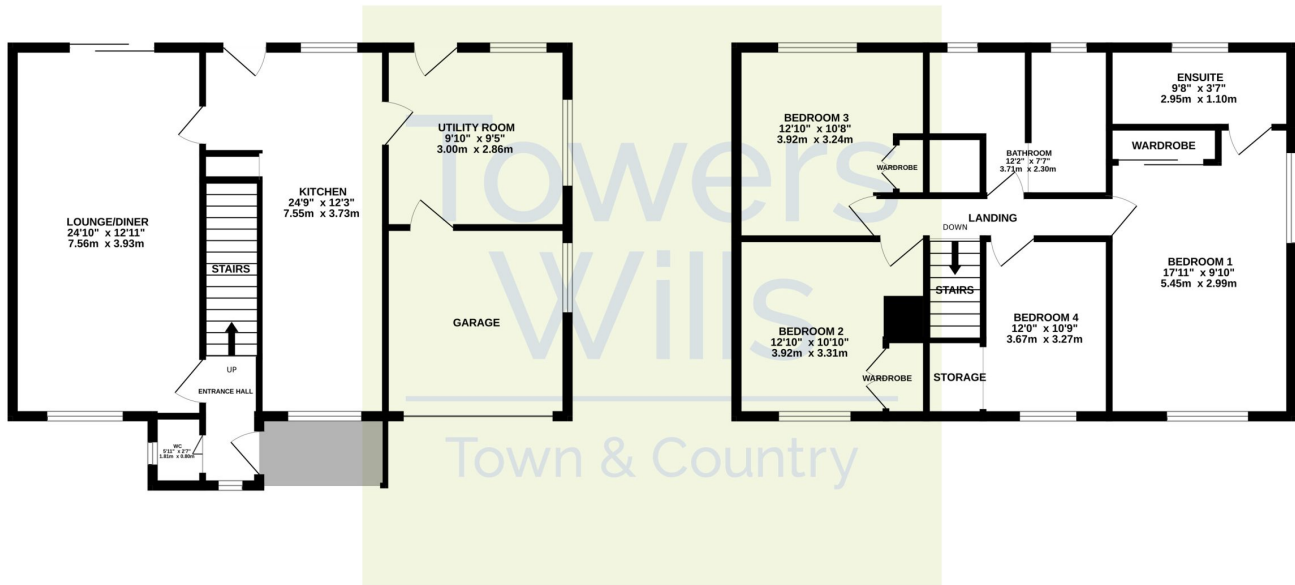 LOUNGE/DINER
24'10" x 12'11"
7.56m x 3.93m
STAIRS
UP
ENTRANCE HALL
WC
5'11" x 2'7"
1.81m x 0.80m
KITCHEN
24'9" x 12'3"
7.55m x 3.73m
UTILITY ROOM
9'10" x 9'5"
3.00m x 2.86m
GARAGE
BEDROOM 3
12'10" x 10'8"
3.92m x 3.24m
WARDROBE
BATHROOM
12'2" x 7'7"
3.71m x 2.30m
ENSUITE
9'8" x 3'7"
2.95m x 1.10m
WARDROBE
LANDING
DOWN
STAIRS
BEDROOM 1
17'11" x 9'10"
5.45m x 2.99m
BEDROOM 2
12'10" x 10'10"
3.92m x 3.31m
WARDROBE
STORAGE
BEDROOM 4
12'0" x 10'9"
3.67m x 3.27m
Towers
Wills
Town & Country